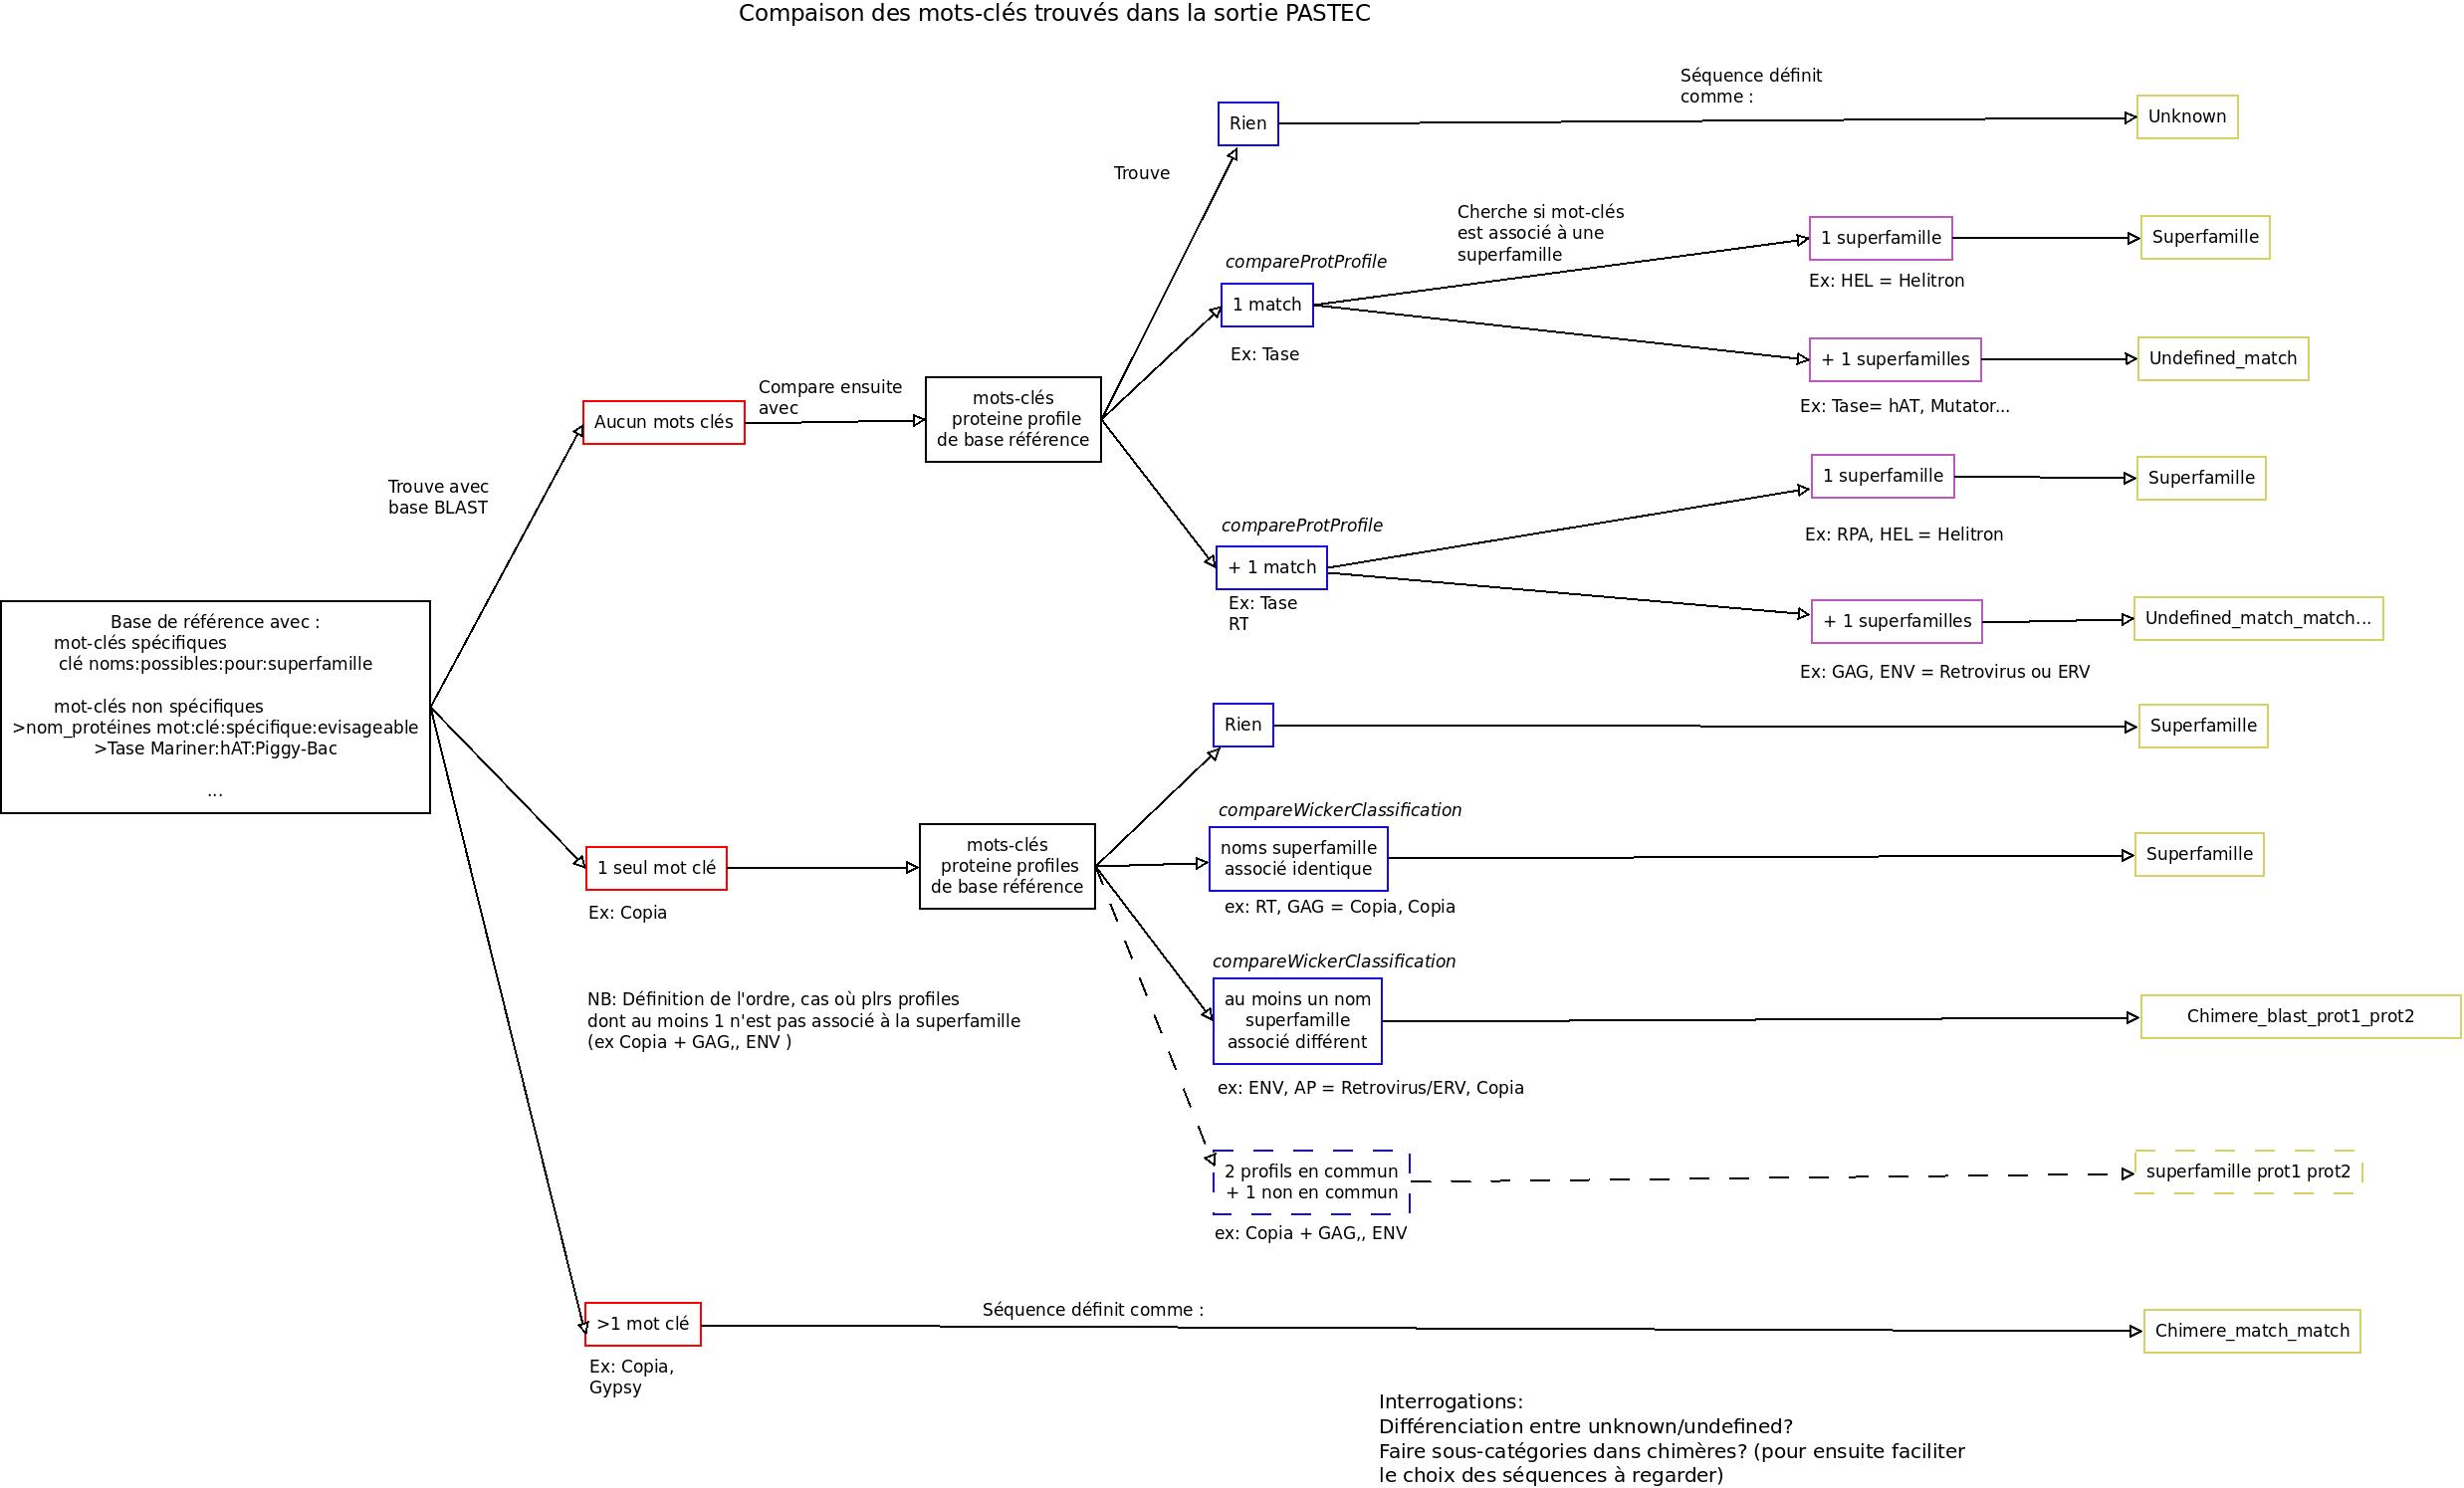 Compaison des mots-clés trouvés dans la sortie PASTEC
Séquence définit
comme :
Rien
Unknown
Trouve
Cherche si mot-clés
est associé à une
superfamille
compareProtProfile
1 match
Ex: Tase
1 superfamille
Superfamille
Ex: HEL = Helitron
+ 1 superfamilles
Undefined_match
Ex: Tase= hAT, Mutator...
Trouve avec
base BLAST
Aucun mots clés
Compare ensuite
avec
mots-clés
proteine profile
de base référence
1 superfamille
Superfamille
Ex: RPA, HEL = Helitron
compareProtProfile
+ 1 match
Ex: Tase
RT
+ 1 superfamilles
Undefined_match_match...
Ex: GAG, ENV = Retrovirus ou ERV
Base de référence avec :
mot-clés spécifiques
clé noms:possibles:pour:superfamille
mot-clés non spécifiques
>nom_protéines mot:clé:spécifique:evisageable
>Tase Mariner:hAT:Piggy-Bac
...
Rien
Superfamille
1 seul mot clé
Ex: Copia
mots-clés
proteine profiles
de base référence
compareWickerClassification
noms superfamille
associé identique
Superfamille
ex: RT, GAG = Copia, Copia
NB: Définition de l'ordre, cas où plrs profiles
dont au moins 1 n'est pas associé à la superfamille
(ex Copia + GAG,, ENV )
compareWickerClassification
au moins un nom
superfamille
associé différent
Chimere_blast_prot1_prot2
ex: ENV, AP = Retrovirus/ERV, Copia
2 profils en commun
+ 1 non en commun
superfamille prot1 prot2
ex: Copia + GAG,, ENV
>1 mot clé
Séquence définit comme :
Chimere_match_match
Ex: Copia,
Gypsy
Interrogations:
Différenciation entre unknown/undefined?
Faire sous-catégories dans chimères? (pour ensuite faciliter
le choix des séquences à regarder)